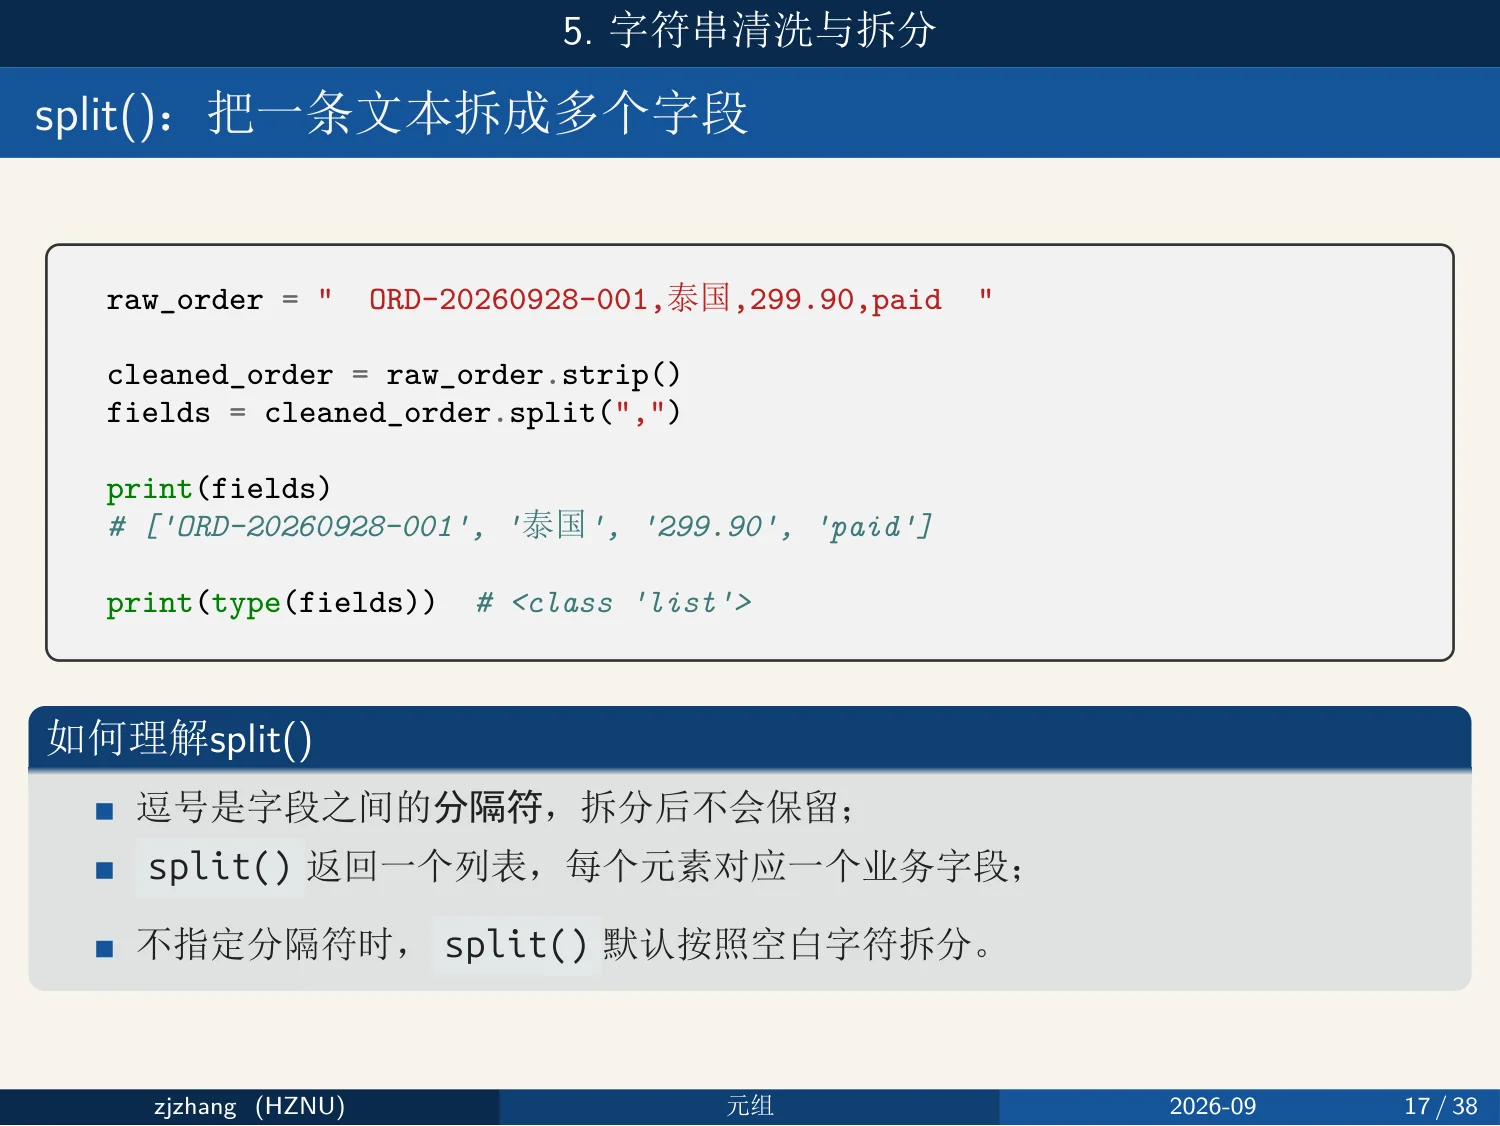 5. 字符串清洗与拆分
split()：把一条文本拆成多个字段
raw_order = "  ORD-20260928-001,泰国,299.90,paid  "
cleaned_order = raw_order.strip()
fields = cleaned_order.split(",")
print(fields)
# ['ORD-20260928-001', '泰国', '299.90', 'paid']
print(type(fields))  # <class 'list'>
如何理解split()
逗号是字段之间的分隔符，拆分后不会保留；
split() 返回一个列表，每个元素对应一个业务字段；
不指定分隔符时， split() 默认按照空白字符拆分。
zjzhang (HZNU) 元组 2026-09 17 / 38